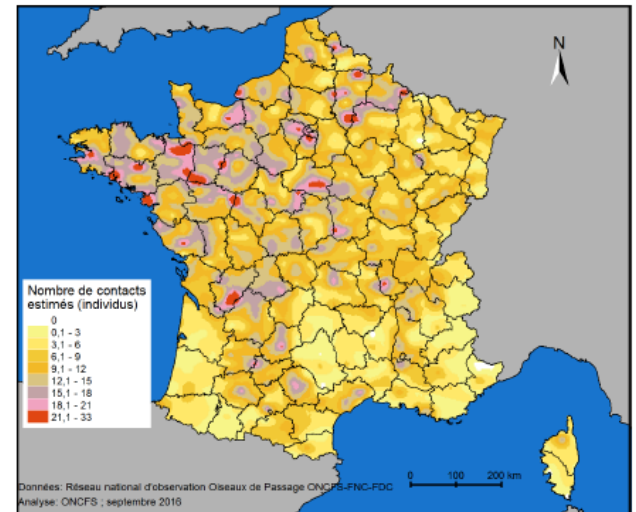 N
Nombre de contacts
estimés (individus)
0
0,1 - 3
3,1 - 6
6,1 - 9
9,1 - 12
12,1 - 15
15,1 - 18
18,1 - 21
21,1 - 33
0 100 200 km
Données: Réseau national d'observation Oiseaux de Passage ONCFS-FNC-FDC
Analyse: ONCFS ; septembre 2016